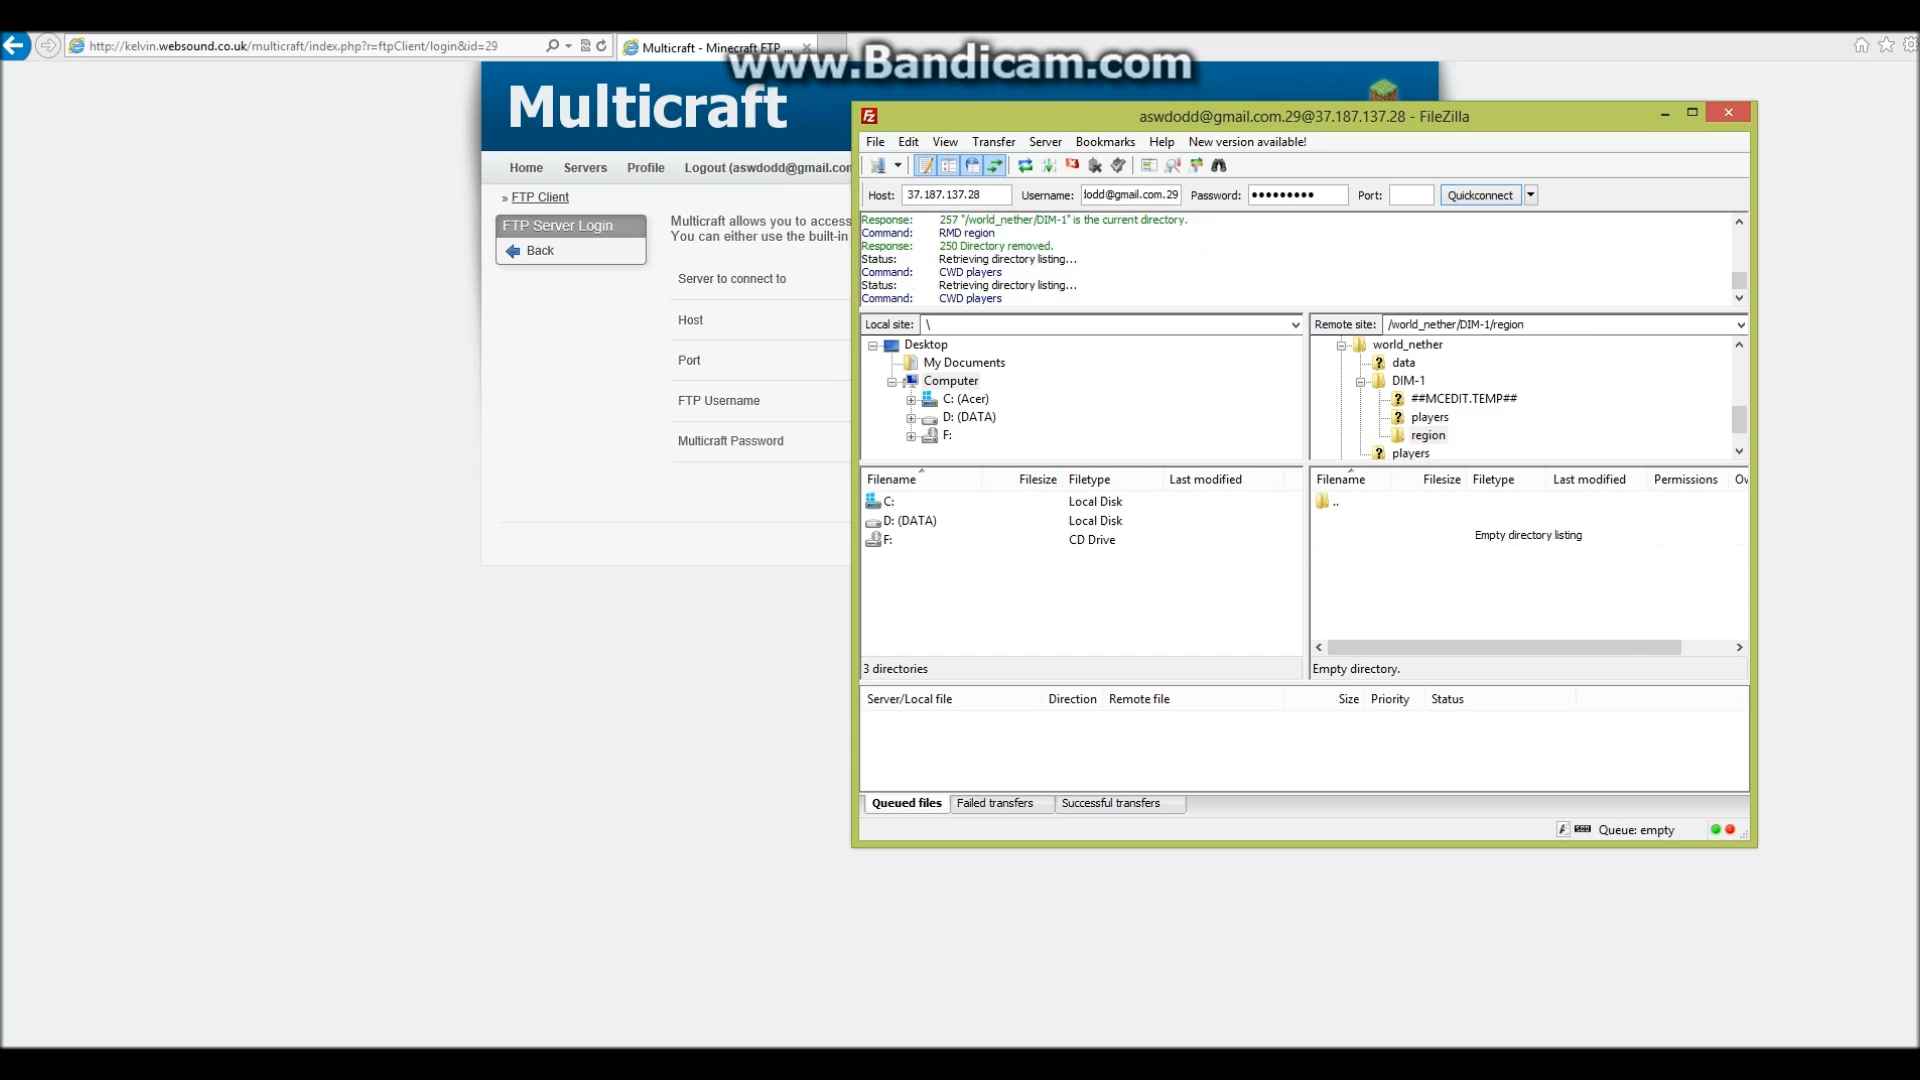 http://kelvin.websound.co.uk/multicraft/index.php?r=ftpClient/login&id=29
Multicraft - Minecraft FTP ...
www.Bandicam.com
Multicraft
Home Servers Profile Logout (aswdodd@gmail.com
» FTP Client
FTP Server Login
Back
Multicraft allows you to access
You can either use the built-in
Server to connect to
Host
Port
FTP Username
Multicraft Password
aswdodd@gmail.com.29@37.187.137.28 - FileZilla
File Edit View Transfer Server Bookmarks Help New version available!
Host: 37.187.137.28 Username: dodd@gmail.com.29 Password: ●●●●●●●●● Port: Quickconnect
Response: 257 "/world_nether/DIM-1" is the current directory.
Command: RMD region
Response: 250 Directory removed.
Status: Retrieving directory listing...
Command: CWD players
Status: Retrieving directory listing...
Command: CWD players
Local site: \
Desktop
My Documents
Computer
C: (Acer)
D: (DATA)
F:
Remote site: /world_nether/DIM-1/region
world_nether
data
DIM-1
##MCEDIT.TEMP##
players
region
players
Filename Filesize Filetype Last modified
C: Local Disk
D: (DATA) Local Disk
F: CD Drive
3 directories
Filename Filesize Filetype Last modified Permissions Ow
..
Empty directory listing
Empty directory.
Server/Local file Direction Remote file Size Priority Status
Queued files Failed transfers Successful transfers
Queue: empty